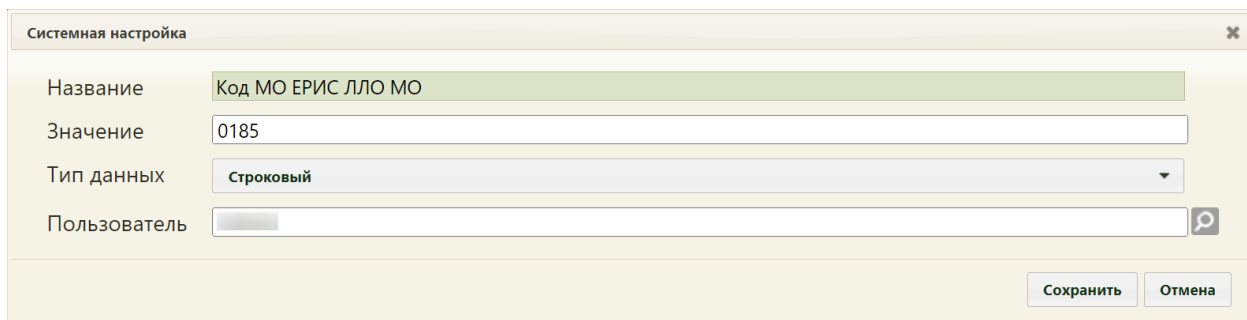 Системная настройка
Название Код МО ЕРИС ЛЛО МО
Значение 0185
Тип данных Строковый
Пользователь
Сохранить Отмена